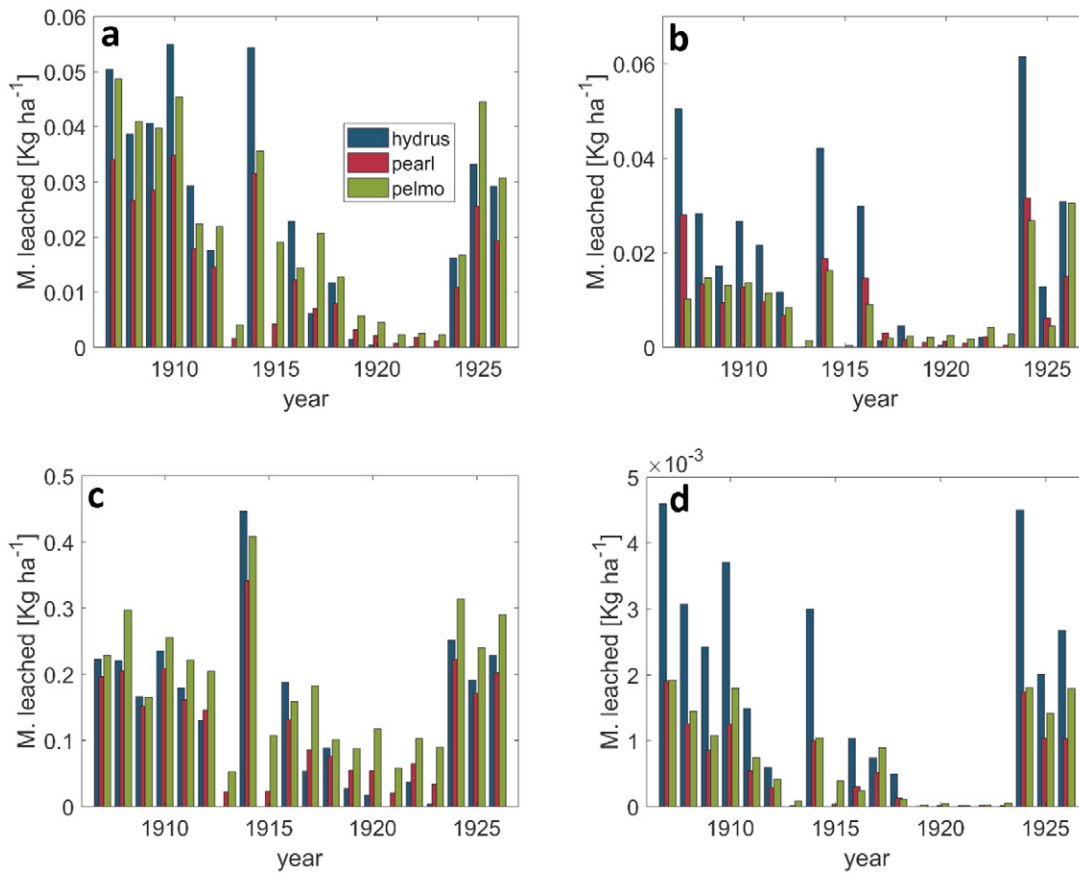 a
M. leached [Kg ha⁻¹]
0.06
0.05
0.04
0.03
0.02
0.01
0
hydrus
pearl
pelmo
1910 1915 1920 1925
year
b
M. leached [Kg ha⁻¹]
0.06
0.04
0.02
0
1910 1915 1920 1925
year
c
M. leached [Kg ha⁻¹]
0.5
0.4
0.3
0.2
0.1
0
1910 1915 1920 1925
year
×10⁻³
d
M. leached [Kg ha⁻¹]
5
4
3
2
1
0
1910 1915 1920 1925
year